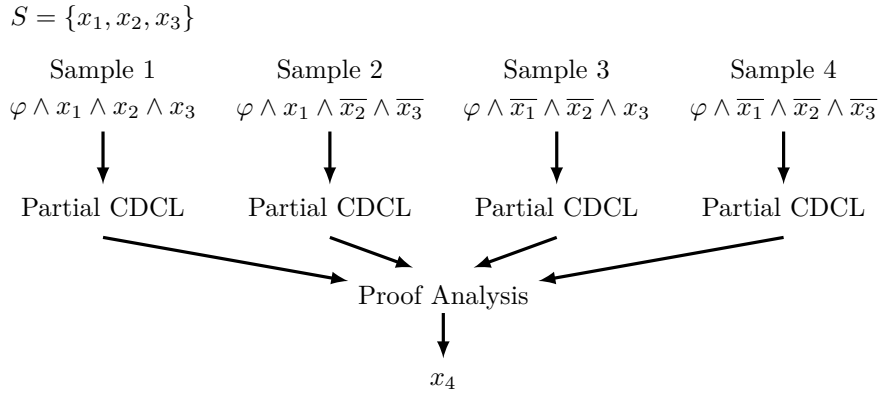 S = {x₁, x₂, x₃}
Sample 1 Sample 2 Sample 3 Sample 4
φ ∧ x₁ ∧ x₂ ∧ x₃ φ ∧ x₁ ∧ x̅₂ ∧ x̅₃ φ ∧ x̅₁ ∧ x̅₂ ∧ x₃ φ ∧ x̅₁ ∧ x̅₂ ∧ x̅₃
Partial CDCL Partial CDCL Partial CDCL Partial CDCL
Proof Analysis
x₄